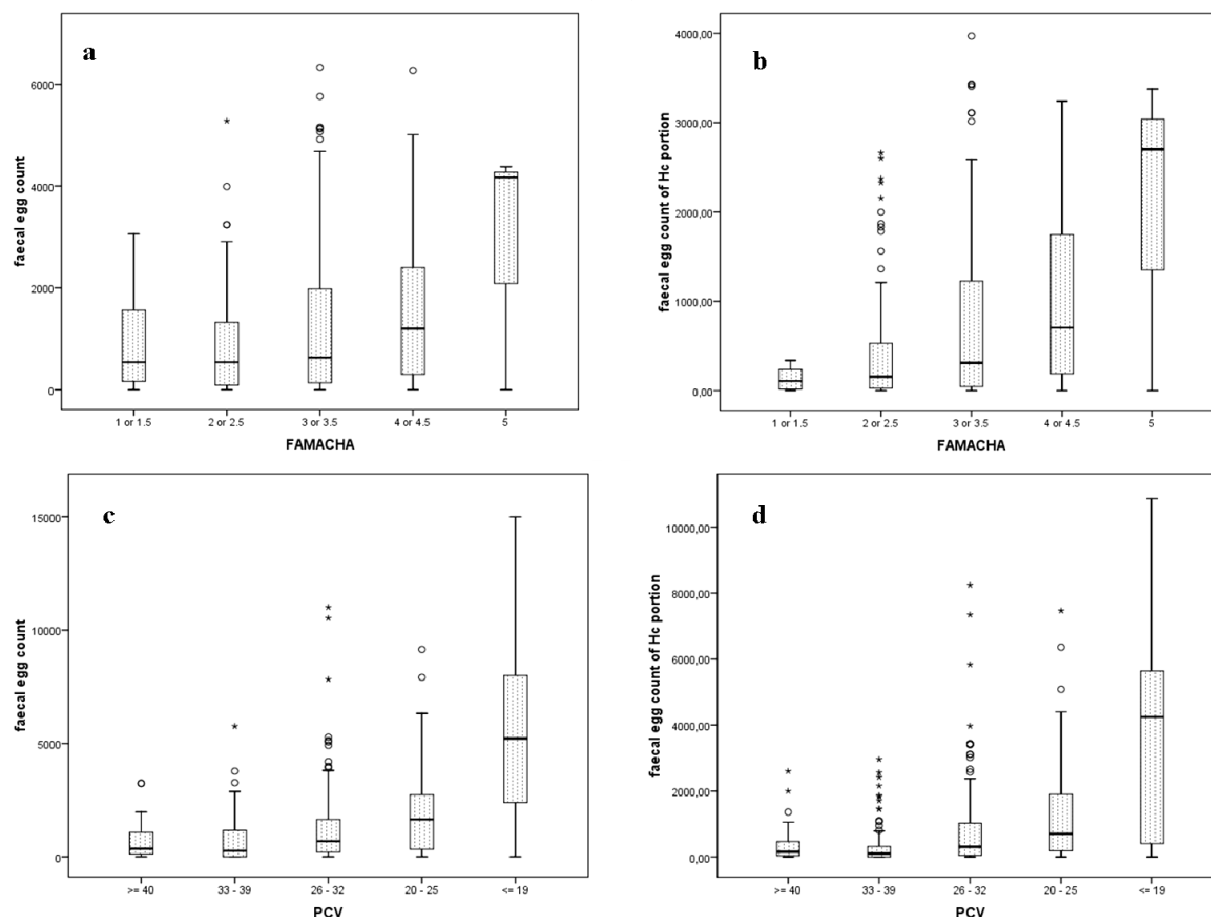 a
faecal egg count
6000
4000
2000
0
1 or 1.5 2 or 2.5 3 or 3.5 4 or 4.5 5
FAMACHA
b
faecal egg count of Hc portion
4000,00
3000,00
2000,00
1000,00
0,00
1 or 1.5 2 or 2.5 3 or 3.5 4 or 4.5 5
FAMACHA
c
faecal egg count
15000
10000
5000
0
>= 40 33 - 39 26 - 32 20 - 25 <= 19
PCV
d
faecal egg count of Hc portion
10000,00
8000,00
6000,00
4000,00
2000,00
0,00
>= 40 33 - 39 26 - 32 20 - 25 <= 19
PCV